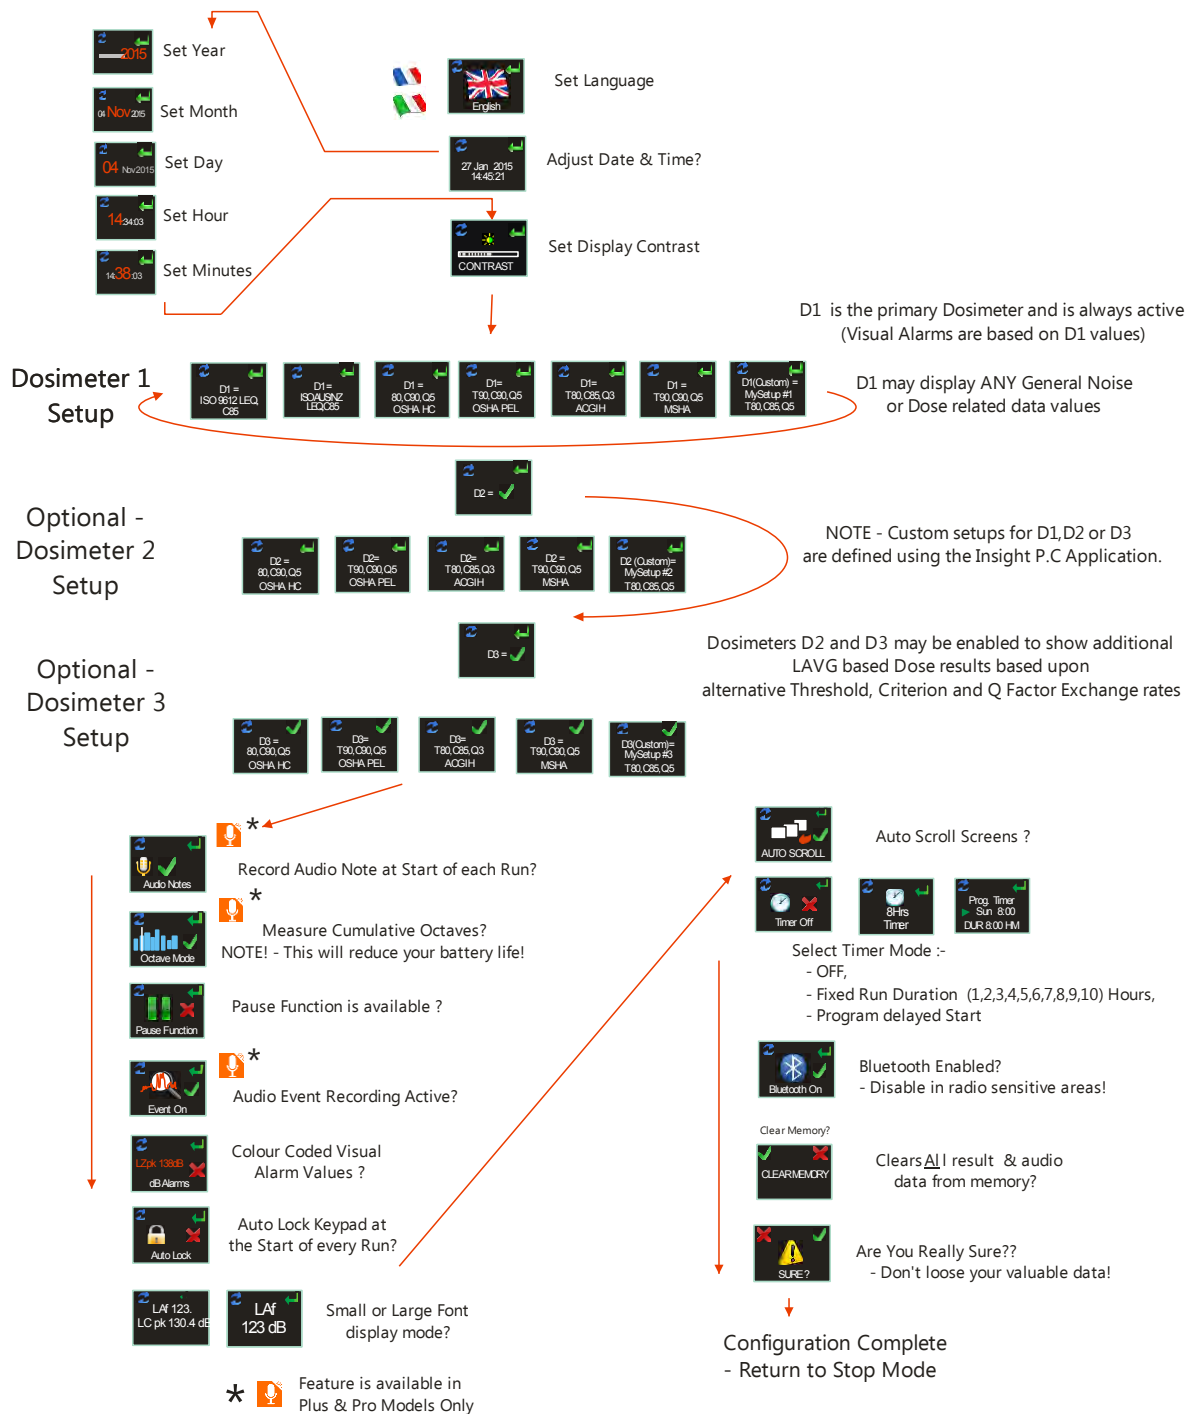 2015
Set Year
04 Nov 2015
Set Month
04 Nov2015
Set Day
14:34:03
Set Hour
14:38:03
Set Minutes
English
Set Language
27 Jan 2015
14:45:21
Adjust Date & Time?
CONTRAST
Set Display Contrast
D1 is the primary Dosimeter and is always active
(Visual Alarms are based on D1 values)
Dosimeter 1
Setup
D1 =
ISO 9612 LEQ,
C85
D1 =
ISOAUS/NZ
LEQ,C85
D1 =
80, C90, Q5
OSHA HC
D1=
T90, C90, Q5
OSHA PEL
D1=
T80, C85, Q3
ACGIH
D1 =
T90, C90, Q5
MSHA
D1(Custom) =
MySetup #1
T80, C85, Q5
D1 may display ANY General Noise
or Dose related data values
D2 =
Optional -
Dosimeter 2
Setup
D2 =
80, C90, Q5
OSHA HC
D2=
T90, C90, Q5
OSHA PEL
D2=
T80, C85, Q3
ACGIH
D2 =
T90, C90, Q5
MSHA
D2 (Custom)=
MySetup #2
T80, C85, Q5
NOTE - Custom setups for D1,D2 or D3
are defined using the Insight P.C Application.
D3 =
Optional -
Dosimeter 3
Setup
Dosimeters D2 and D3 may be enabled to show additional
LAVG based Dose results based upon
alternative Threshold, Criterion and Q Factor Exchange rates
D3 =
80, C90, Q5
OSHA HC
D3=
T90, C90, Q5
OSHA PEL
D3=
T80, C85, Q3
ACGIH
D3 =
T90, C90, Q5
MSHA
D3(Custom)=
MySetup #3
T80, C85, Q5
*
Audio Notes
Record Audio Note at Start of each Run?
*
Octave Mode
Measure Cumulative Octaves?
NOTE! - This will reduce your battery life!
Pause Function
Pause Function is available ?
*
Event On
Audio Event Recording Active?
LZpk 138dB
dB Alarms
Colour Coded Visual
Alarm Values ?
Auto Lock
Auto Lock Keypad at
the Start of every Run?
LAf 123.
LC pk 130.4 dB
LAf
123 dB
Small or Large Font
display mode?
* Feature is available in
Plus & Pro Models Only
AUTO SCROLL
Auto Scroll Screens ?
Timer Off
8Hrs
Timer
Prog. Timer
Sun 8:00
DUR 8:00 HM
Select Timer Mode :-
- OFF,
- Fixed Run Duration (1,2,3,4,5,6,7,8,9,10) Hours,
- Program delayed Start
Bluetooth On
Bluetooth Enabled?
- Disable in radio sensitive areas!
Clear Memory?
CLEAR MEMORY
Clears All result & audio
data from memory?
SURE ?
Are You Really Sure??
- Don't loose your valuable data!
Configuration Complete
- Return to Stop Mode